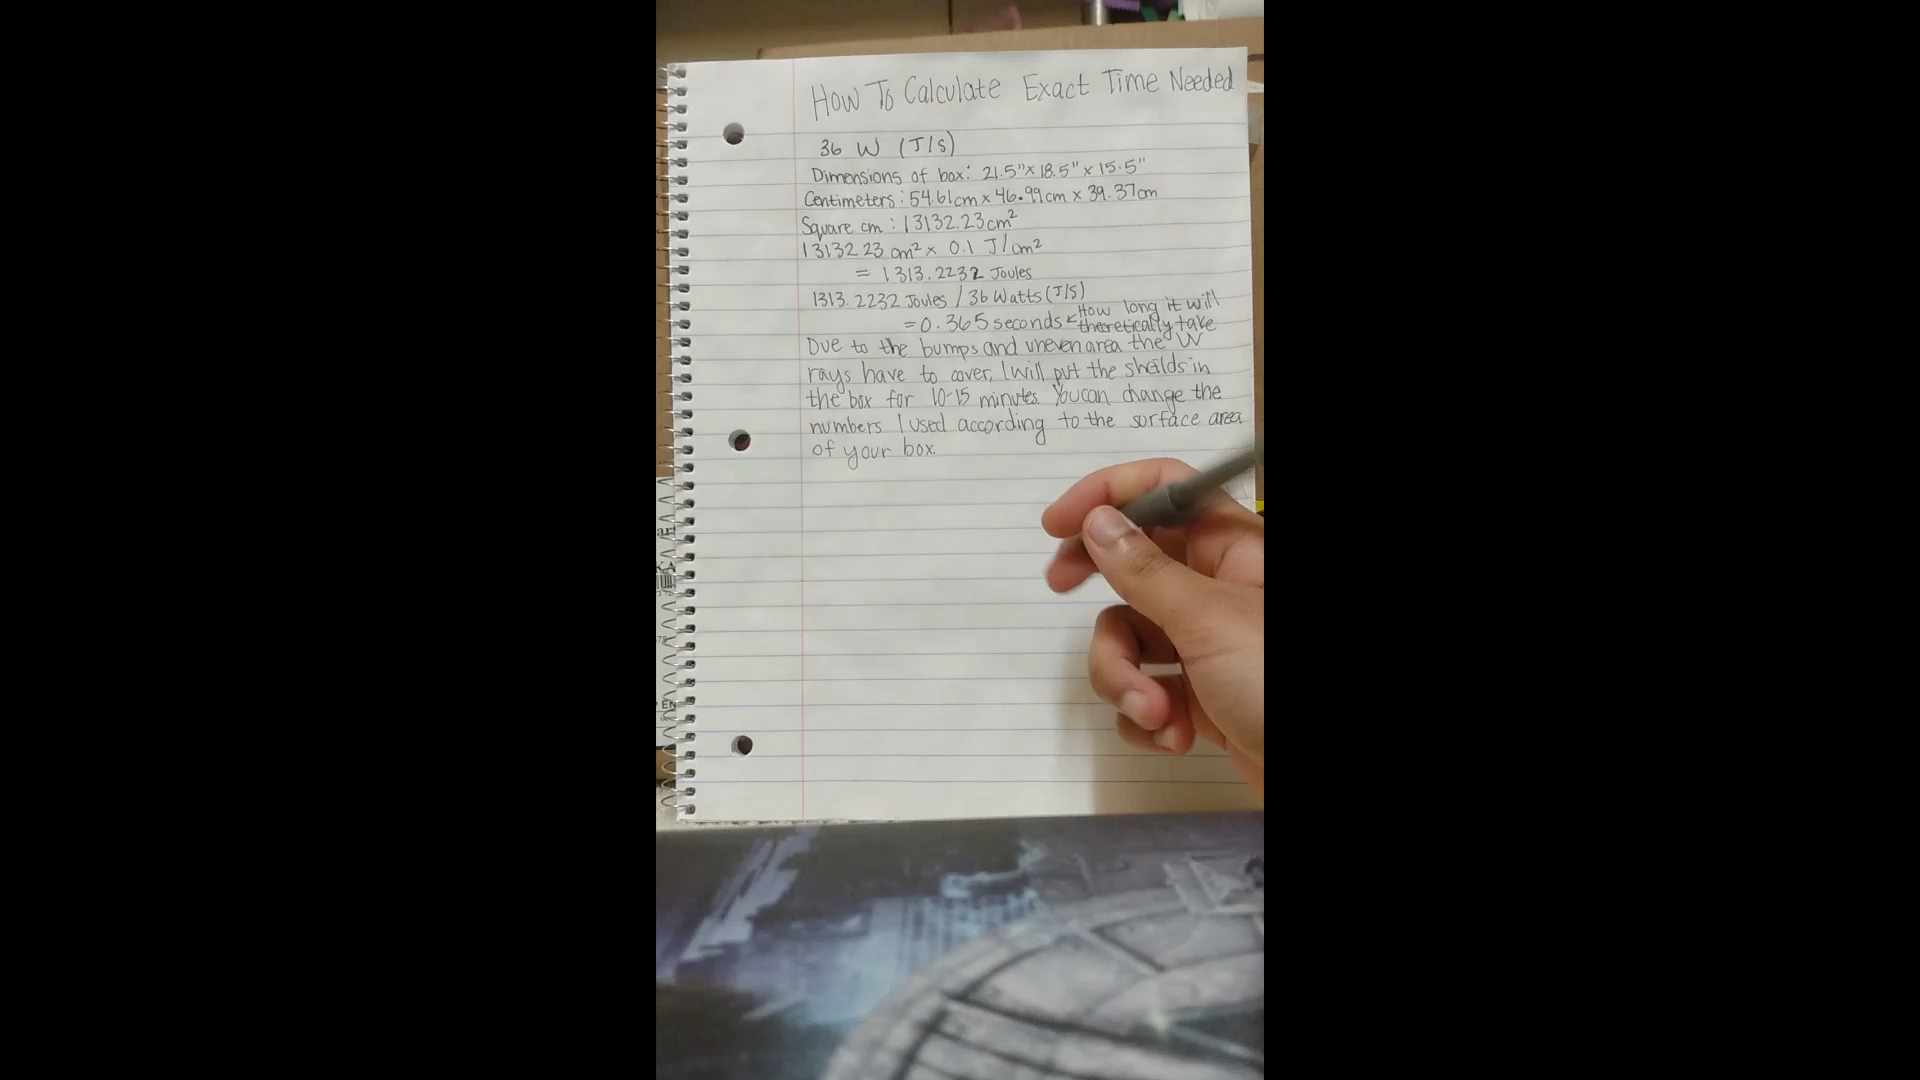 How To Calculate Exact Time Needed
36 W (J/s)
Dimensions of box: 21.5" x 18.5" x 15.5"
Centimeters: 54.61cm x 46.99cm x 39.37cm
Square cm: 13132.23cm²
13132.23 cm² x 0.1 J/cm²
= 1313.2232 Joules
1313.2232 Joules / 36 Watts (J/s)
= 0.365 seconds ← How long it will
theoretically take
Due to the bumps and uneven area the UV
rays have to cover, I will put the sheilds in
the box for 10-15 minutes. You can change the
numbers I used according to the surface area
of your box.